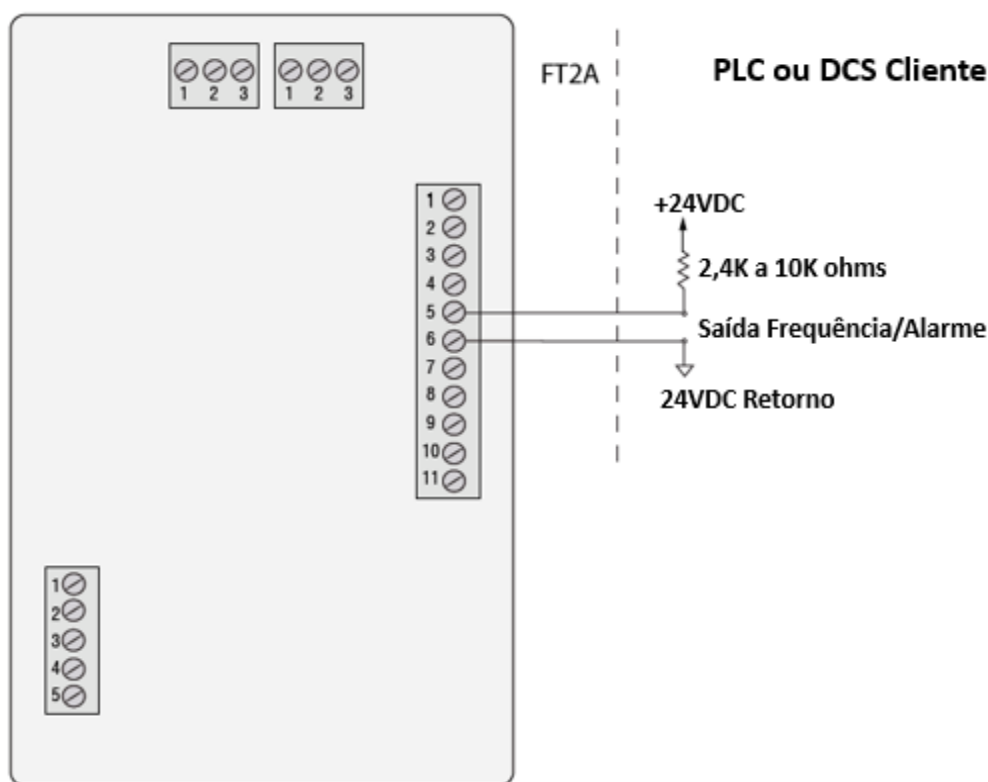 1 2 3 1 2 3
FT2A
PLC ou DCS Cliente
1
2
3
4
5
6
7
8
9
10
11
+24VDC
2,4K a 10K ohms
Saída Frequência/Alarme
24VDC Retorno
1
2
3
4
5